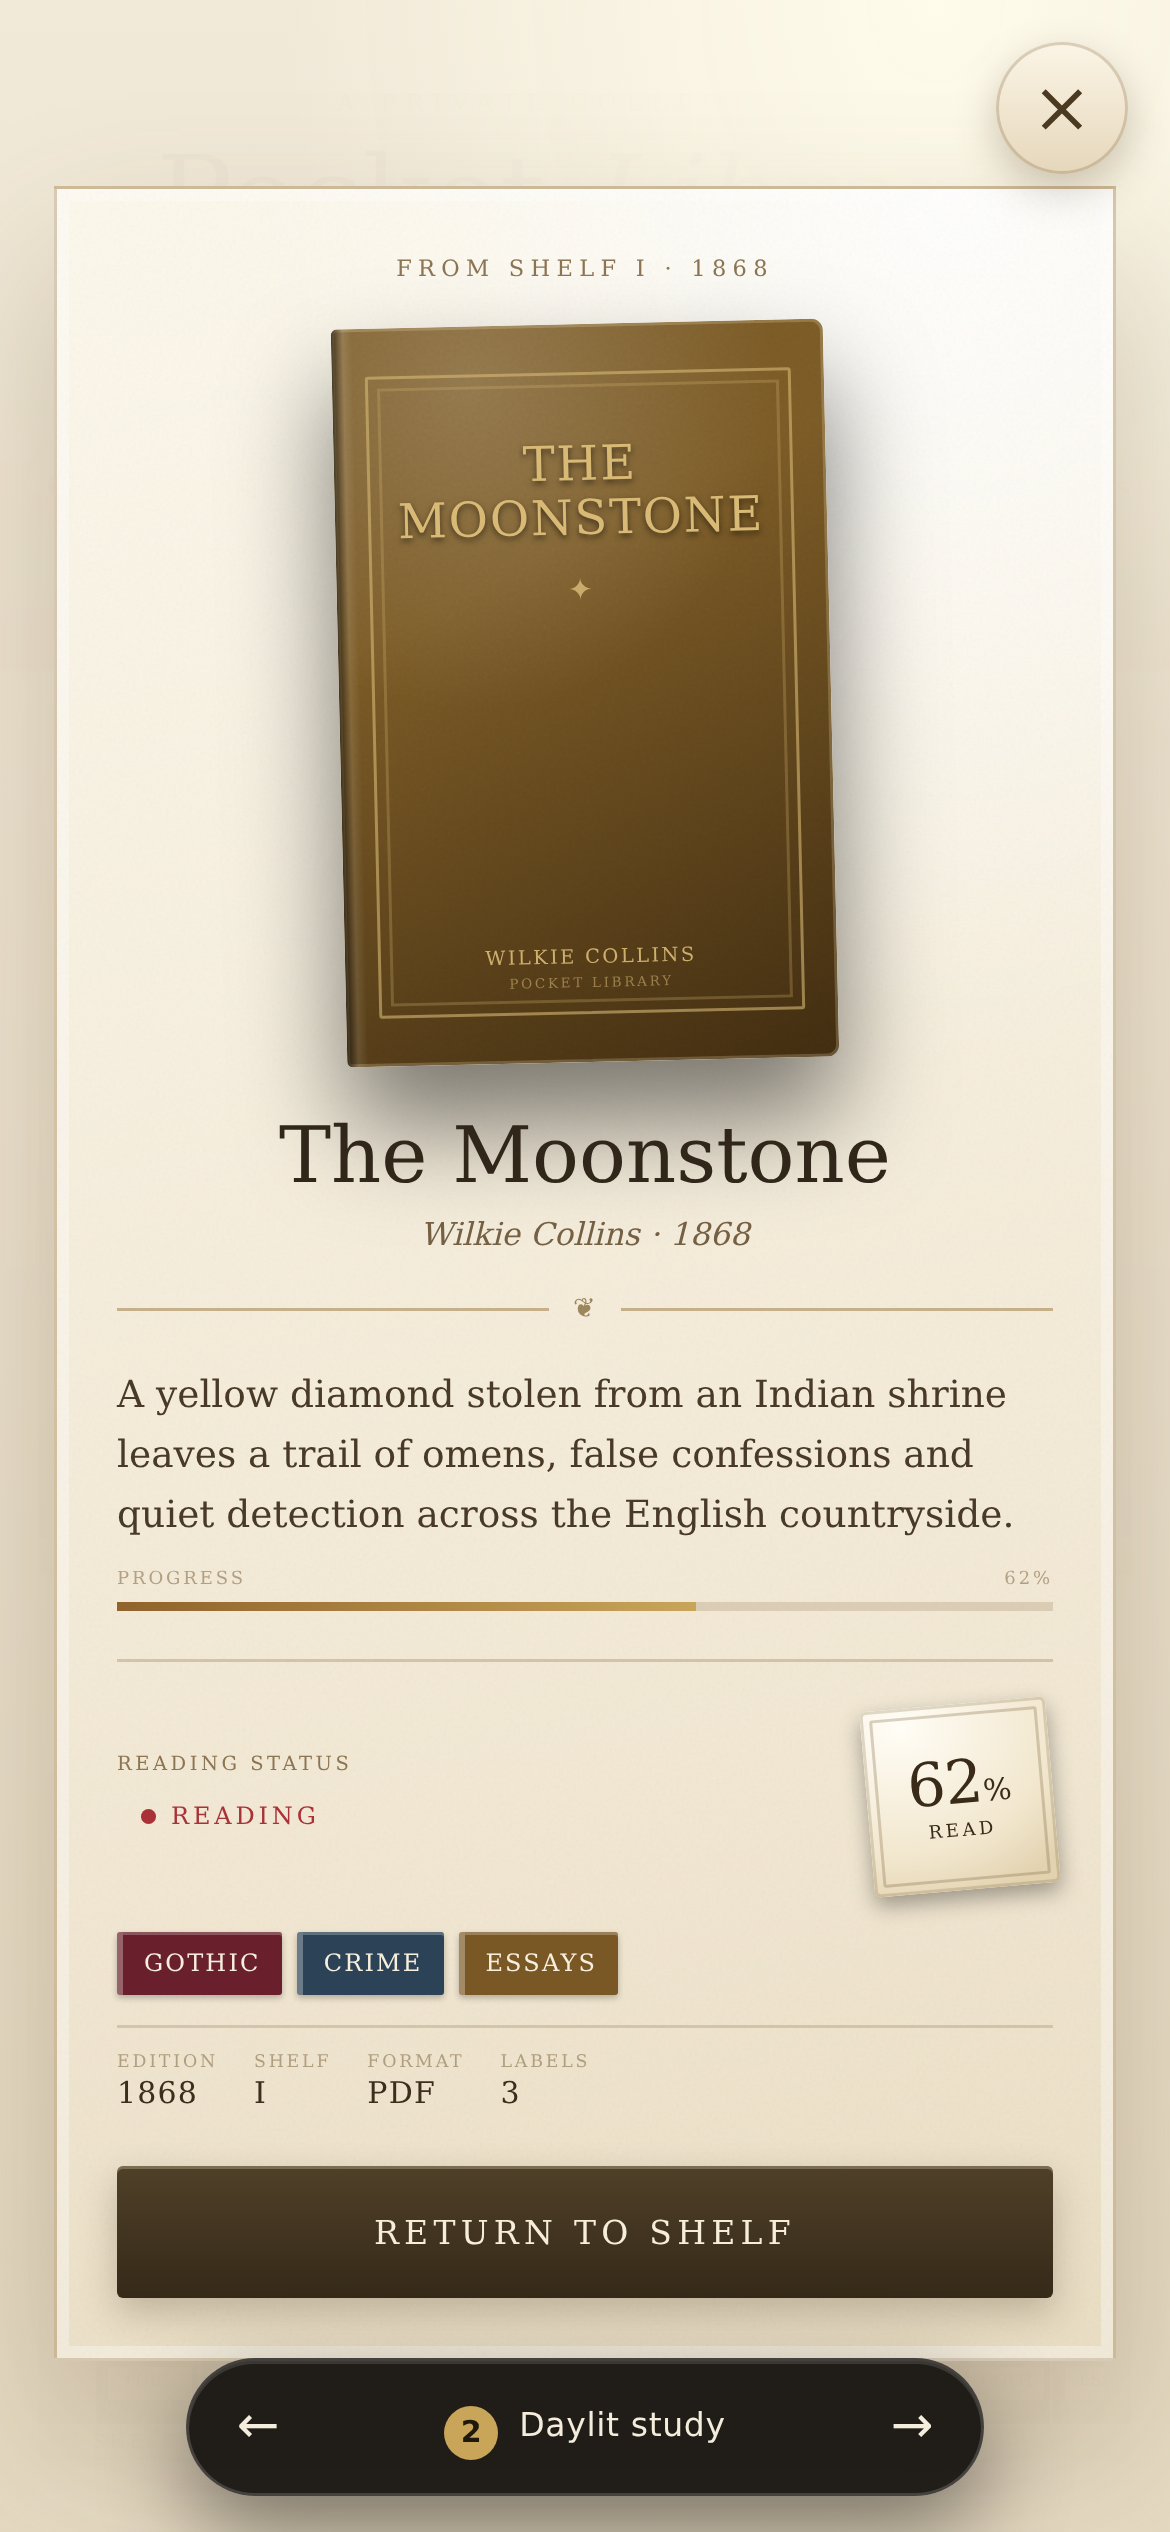 FROM SHELF I · 1868
THE
MOONSTONE
WILKIE COLLINS
POCKET LIBRARY
The Moonstone
Wilkie Collins · 1868
A yellow diamond stolen from an Indian shrine
leaves a trail of omens, false confessions and
quiet detection across the English countryside.
PROGRESS 62%
READING STATUS
READING
62%
READ
GOTHIC CRIME ESSAYS
EDITION SHELF FORMAT LABELS
1868 I PDF 3
RETURN TO SHELF
← 2 Daylit study →